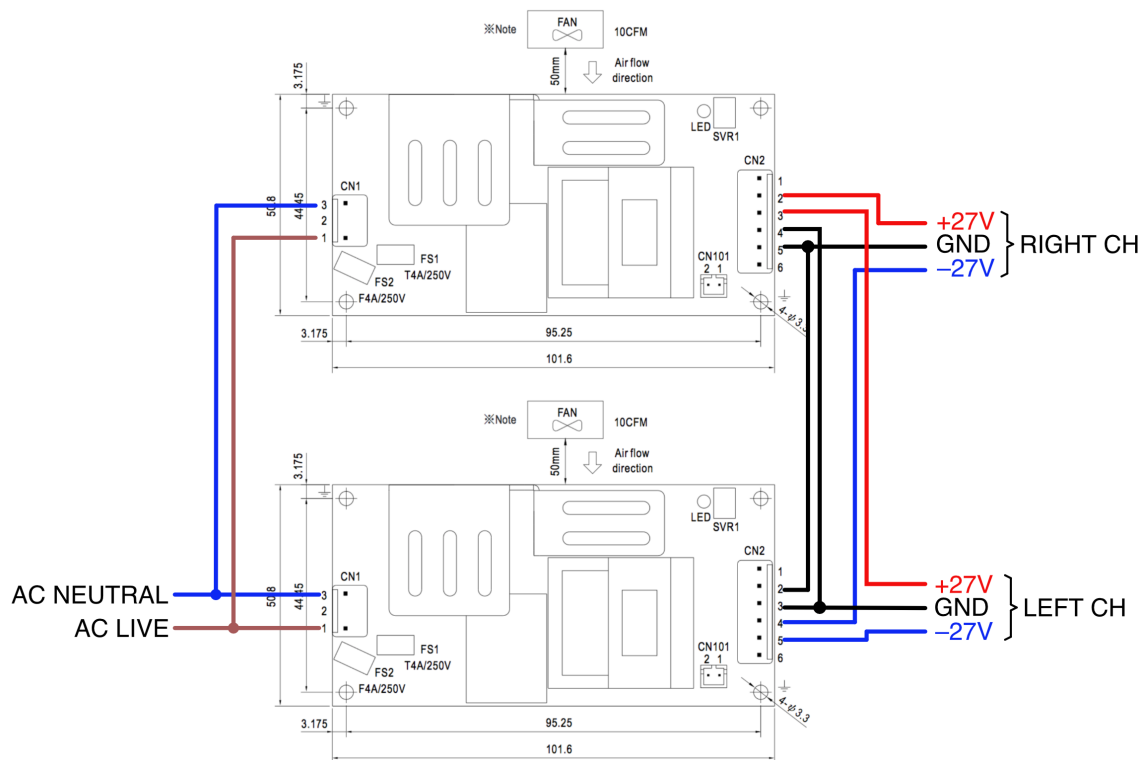 ※Note
FAN
10CFM
50mm
Air flow
direction
3.175
LED
SVR1
CN2
CN1
50.8
44.45
3
2
1
1
2
3
4
5
6
+27V
GND
−27V
RIGHT CH
FS1
T4A/250V
FS2
F4A/250V
CN101
2 1
4-φ3.3
3.175
95.25
101.6
※Note
FAN
10CFM
50mm
Air flow
direction
3.175
LED
SVR1
CN2
CN1
50.8
44.45
3
2
1
1
2
3
4
5
6
AC NEUTRAL
AC LIVE
+27V
GND
−27V
LEFT CH
FS1
T4A/250V
FS2
F4A/250V
CN101
2 1
4-φ3.3
3.175
95.25
101.6